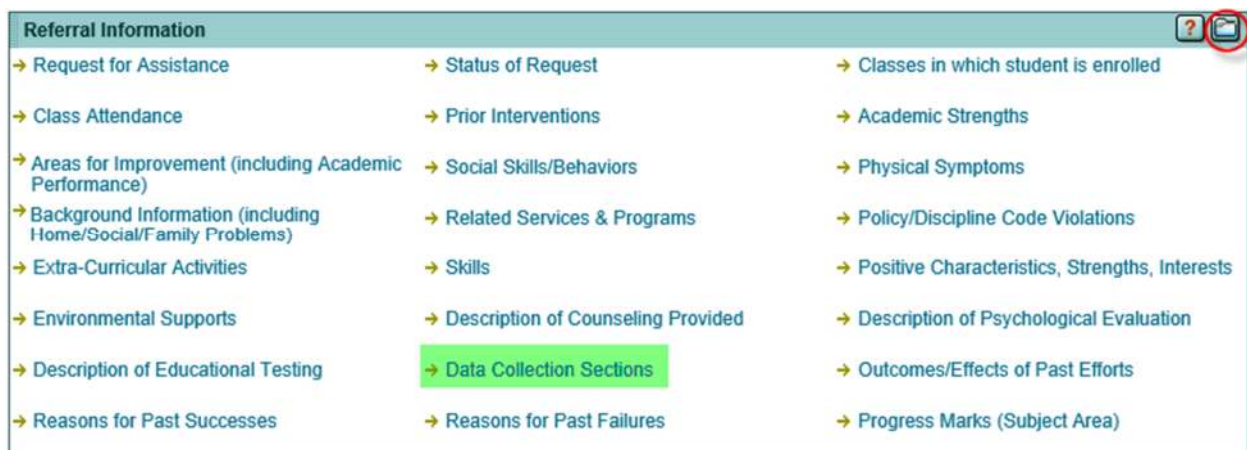 Referral Information ?
→ Request for Assistance → Status of Request → Classes in which student is enrolled
→ Class Attendance → Prior Interventions → Academic Strengths
→ Areas for Improvement (including Academic
Performance) → Social Skills/Behaviors → Physical Symptoms
→ Background Information (including
Home/Social/Family Problems) → Related Services & Programs → Policy/Discipline Code Violations
→ Extra-Curricular Activities → Skills → Positive Characteristics, Strengths, Interests
→ Environmental Supports → Description of Counseling Provided → Description of Psychological Evaluation
→ Description of Educational Testing → Data Collection Sections → Outcomes/Effects of Past Efforts
→ Reasons for Past Successes → Reasons for Past Failures → Progress Marks (Subject Area)